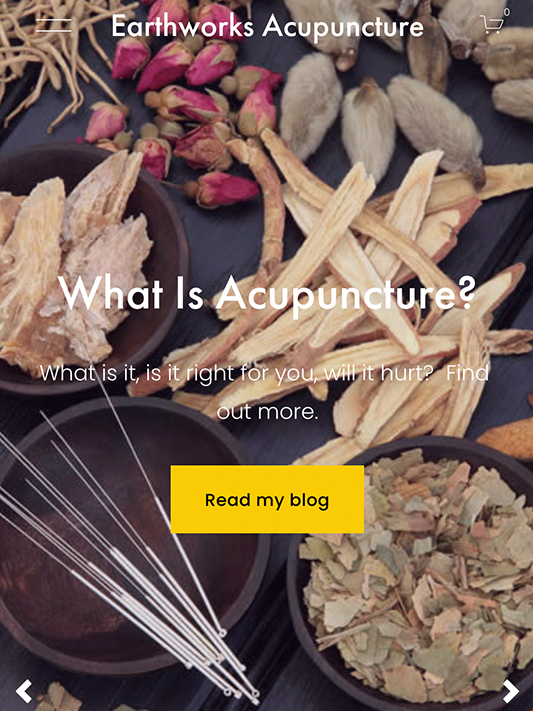 Earthworks Acupuncture
0
What Is Acupuncture?
What is it, is it right for you, will it hurt?  Find
out more.
Read my blog